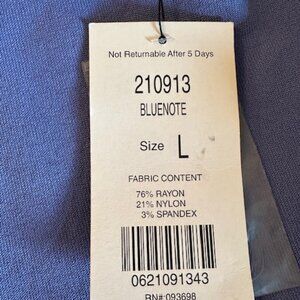 Not Returnable After 5 Days
210913
BLUENOTE
Size L
FABRIC CONTENT
76% RAYON
21% NYLON
3% SPANDEX
0621091343
RN#:093698